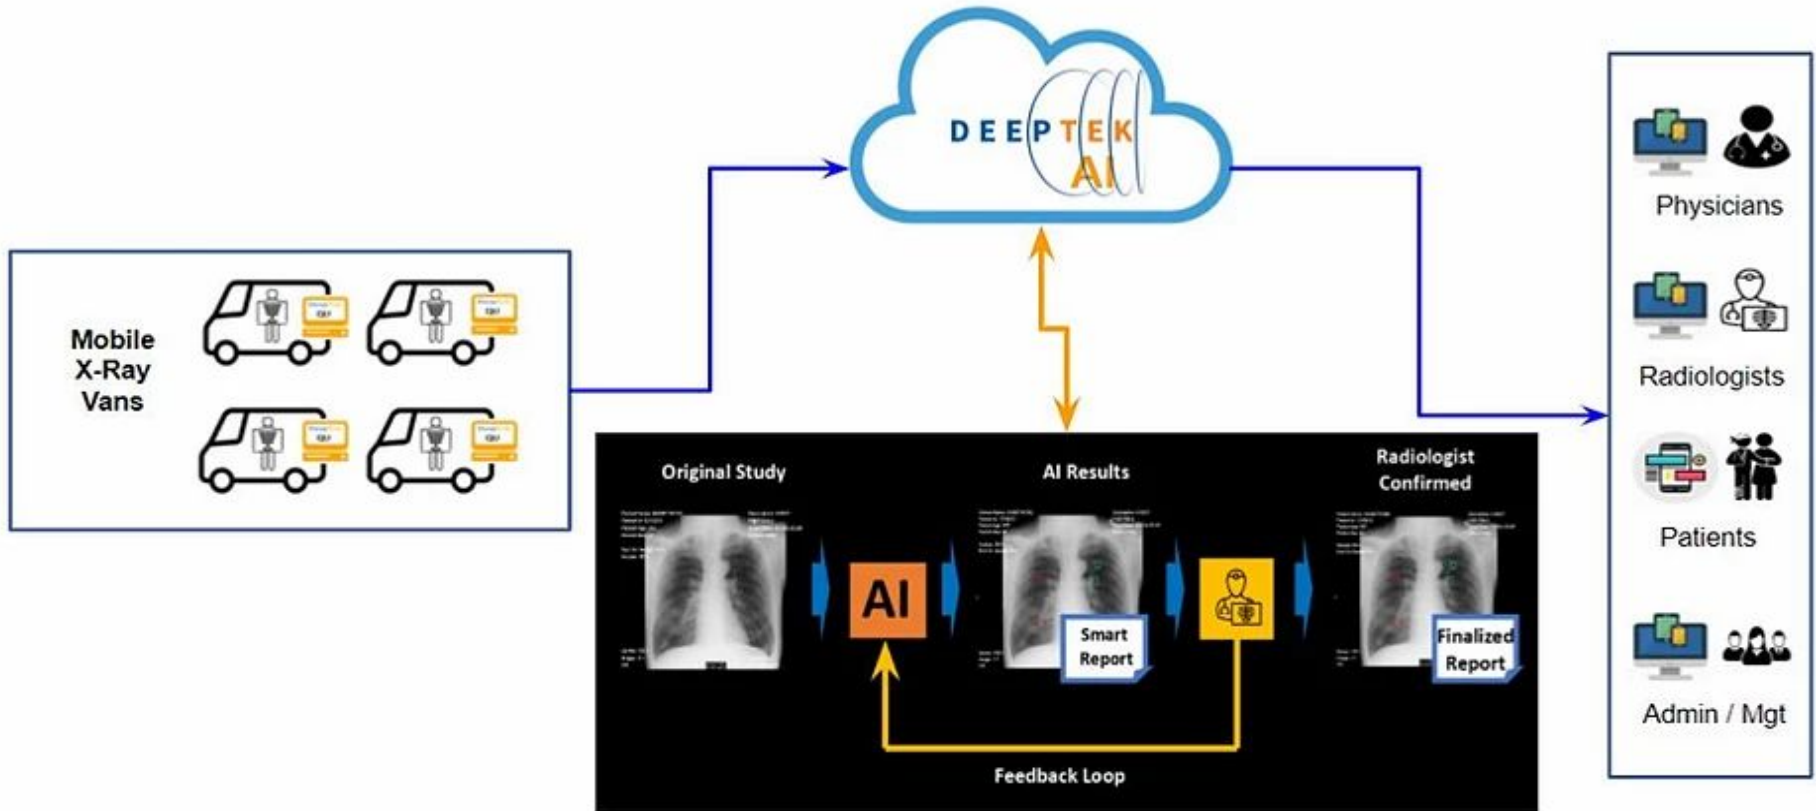 DEEPTEK
AI
Mobile
X-Ray
Vans
Physicians
Radiologists
Patients
Admin / Mgt
Original Study
AI Results
Radiologist
Confirmed
AI
Smart
Report
Finalized
Report
Feedback Loop